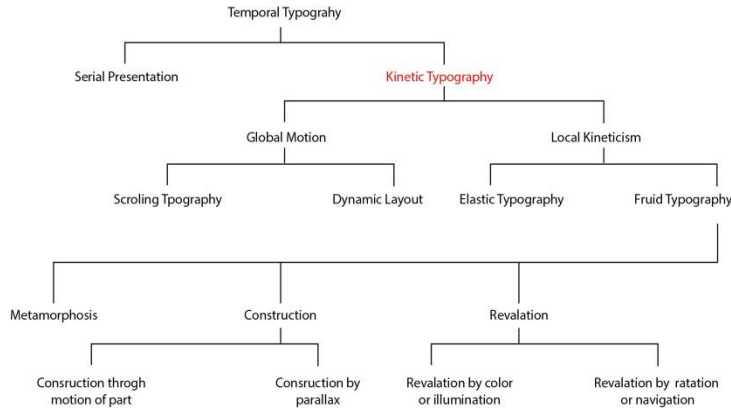 Temporal Typograhy
Serial Presentation
Kinetic Typography
Global Motion
Local Kineticism
Scroling Tpography
Dynamic Layout
Elastic Typography
Fruid Typography
Metamorphosis
Construction
Revalation
Consruction throgh
motion of part
Consruction by
parallax
Revalation by color
or illumination
Revalation by ratation
or navigation